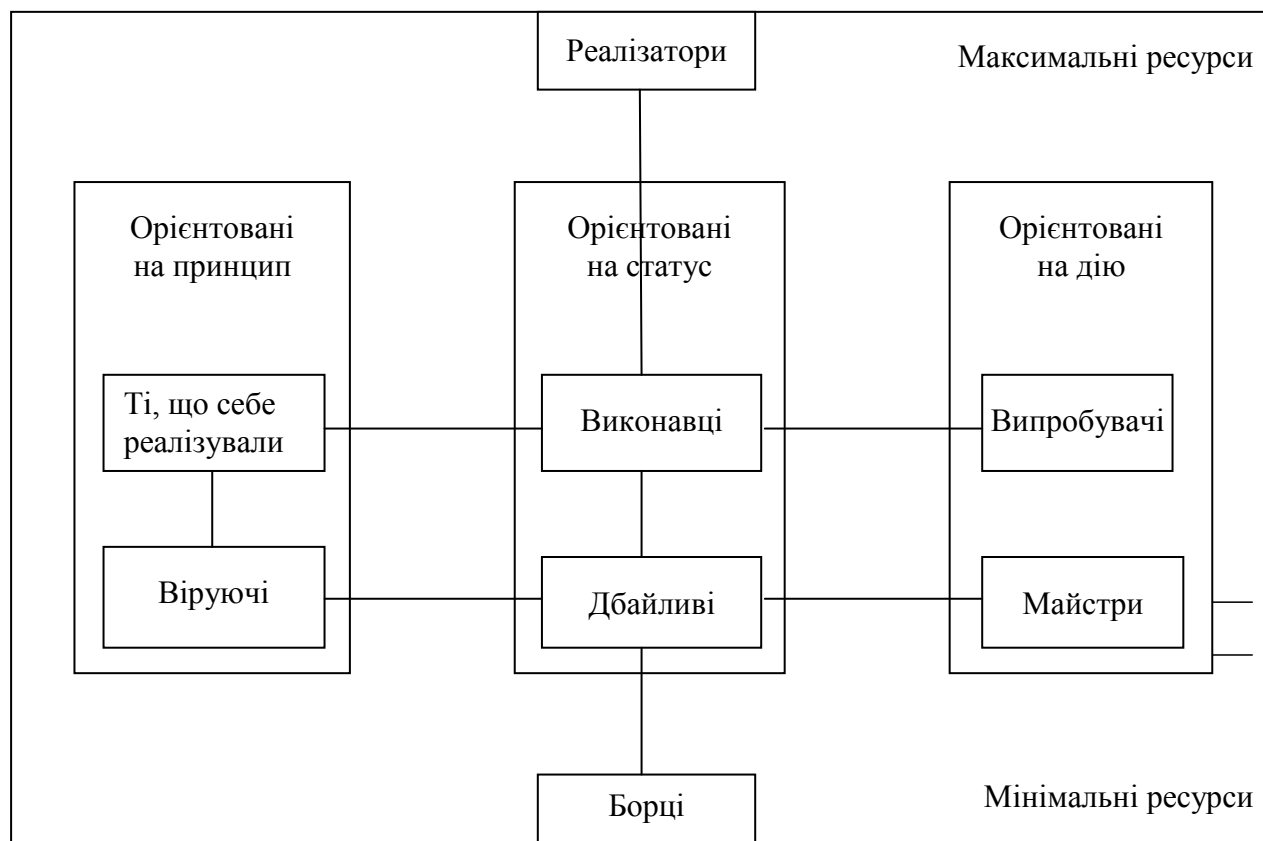 Реалізатори
Максимальні ресурси
Орієнтовані
на принцип
Орієнтовані
на статус
Орієнтовані
на дію
Ті, що себе
реалізували
Виконавці
Випробувачі
Віруючі
Дбайливі
Майстри
Борці
Мінімальні ресурси